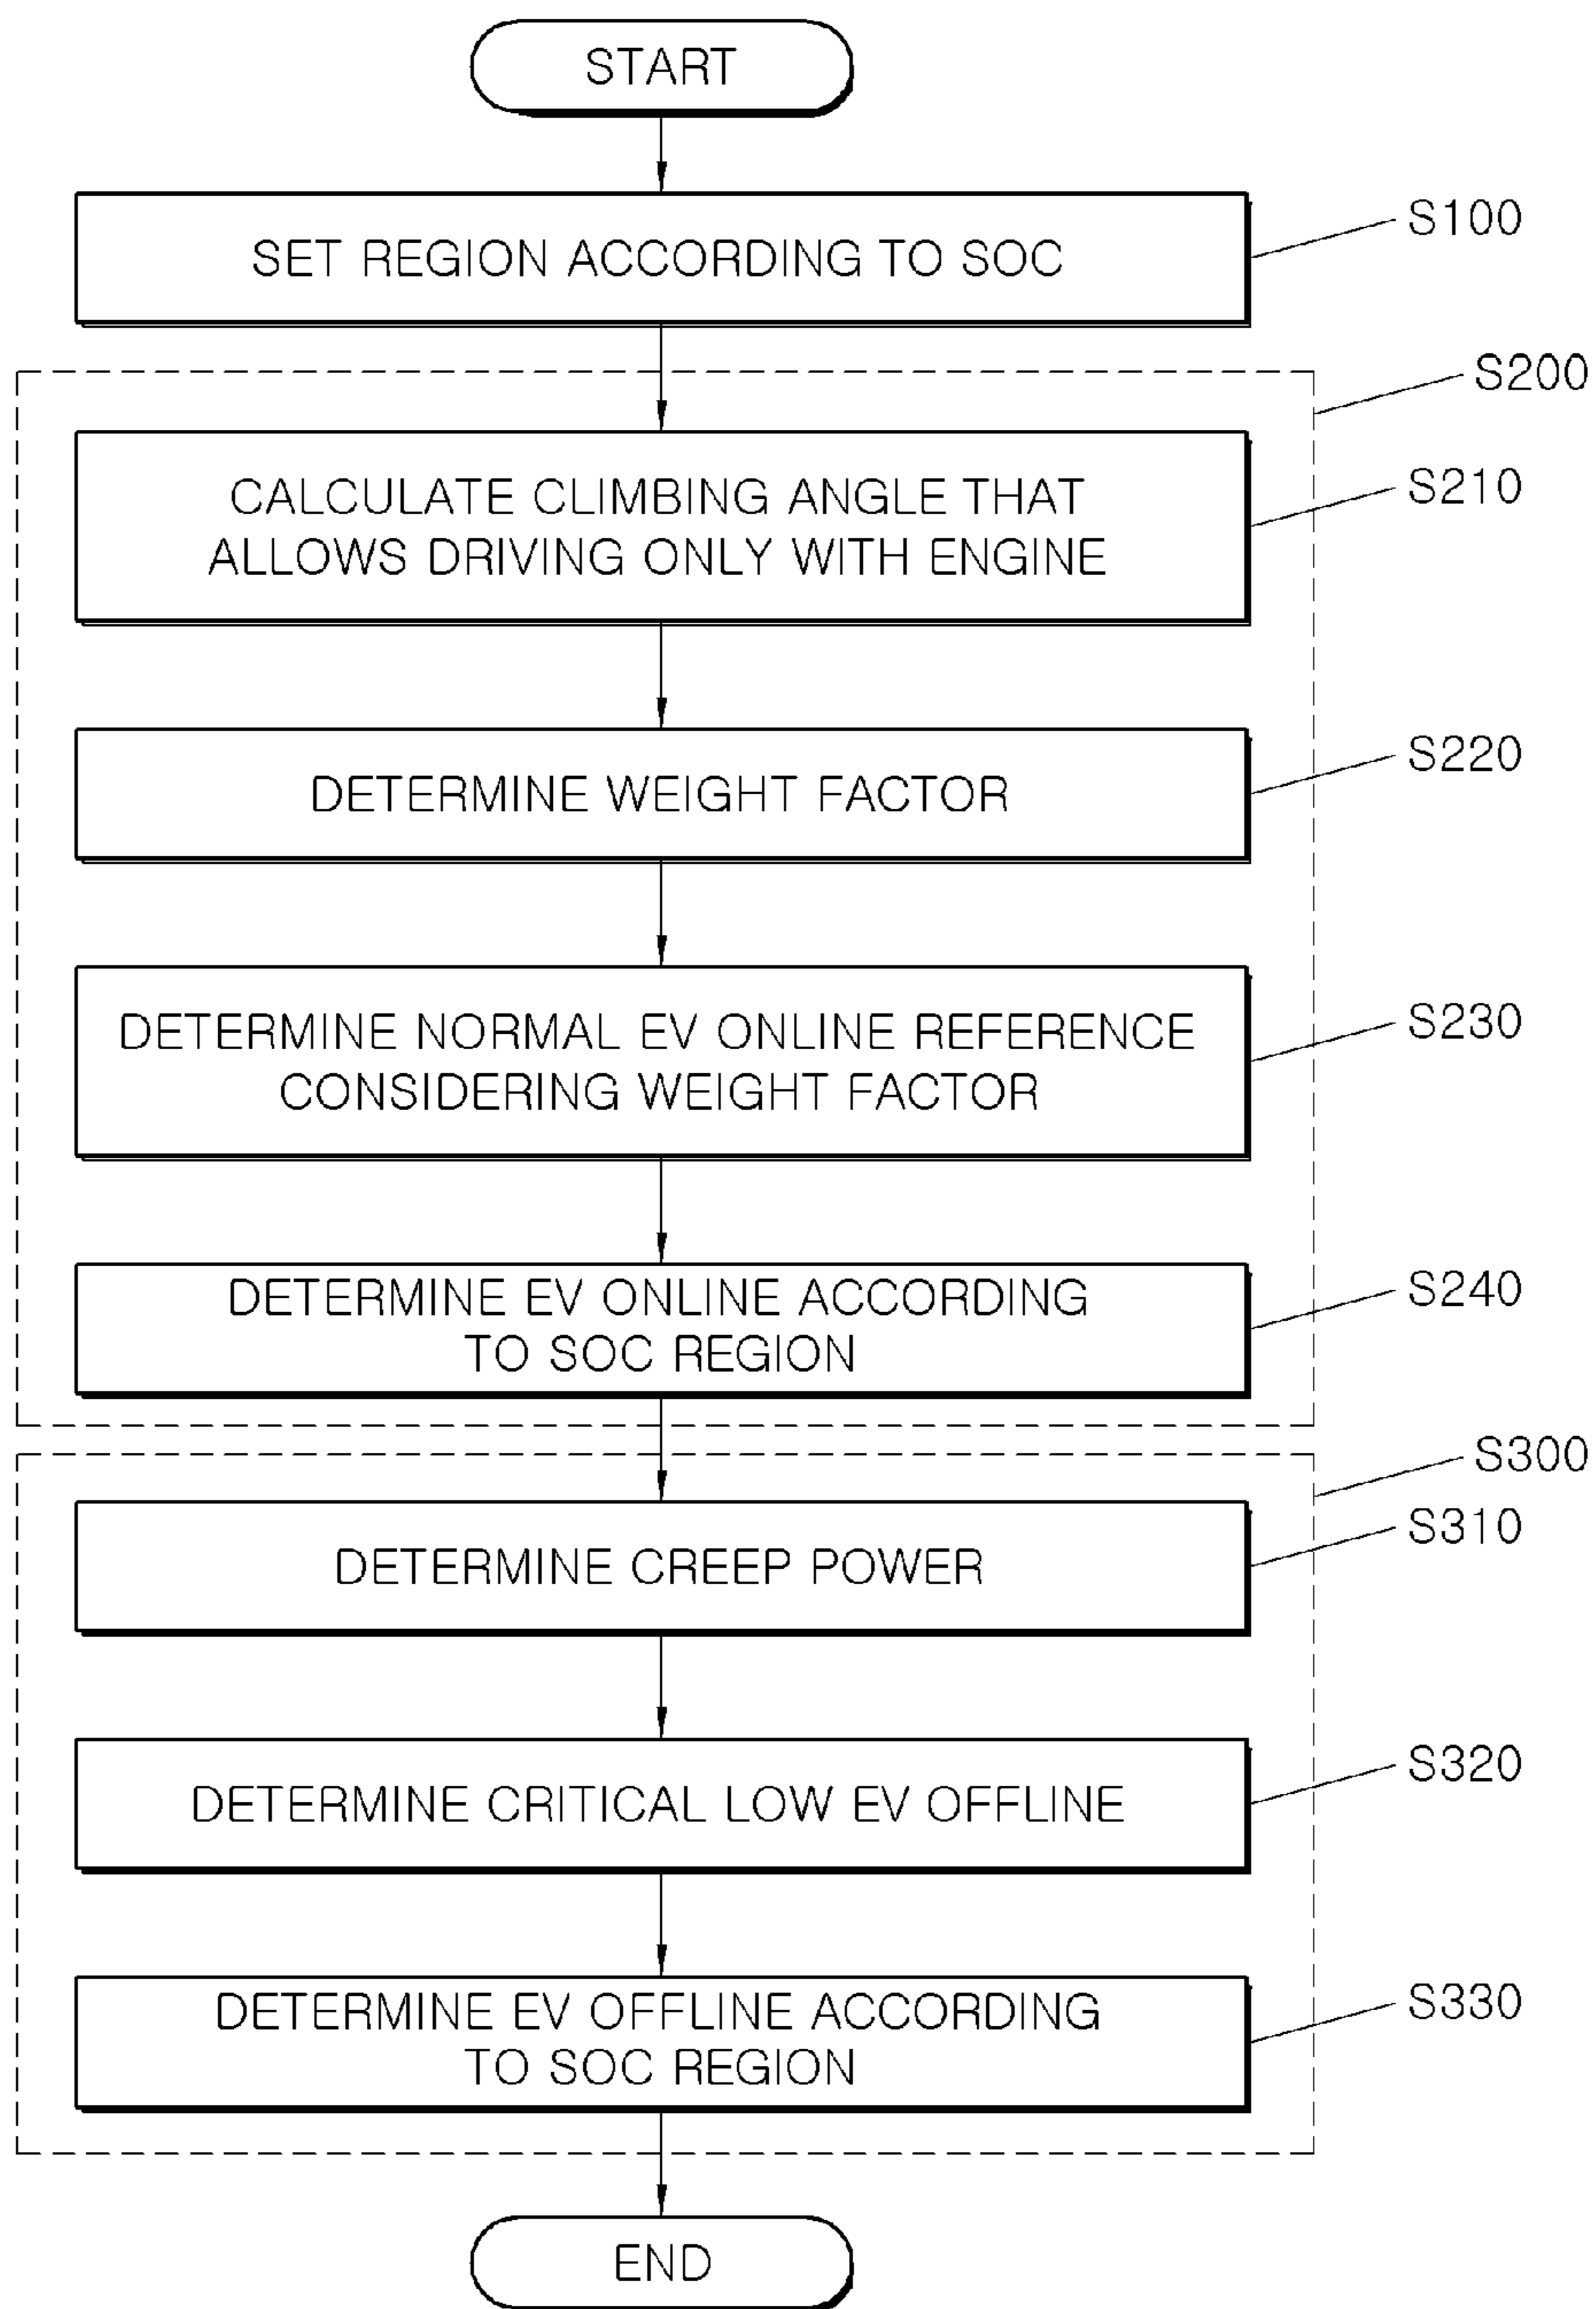 START
SET REGION ACCORDING TO SOC
S100
S200
CALCULATE CLIMBING ANGLE THAT
ALLOWS DRIVING ONLY WITH ENGINE
S210
DETERMINE WEIGHT FACTOR
S220
DETERMINE NORMAL EV ONLINE REFERENCE
CONSIDERING WEIGHT FACTOR
S230
DETERMINE EV ONLINE ACCORDING
TO SOC REGION
S240
S300
DETERMINE CREEP POWER
S310
DETERMINE CRITICAL LOW EV OFFLINE
S320
DETERMINE EV OFFLINE ACCORDING
TO SOC REGION
S330
END